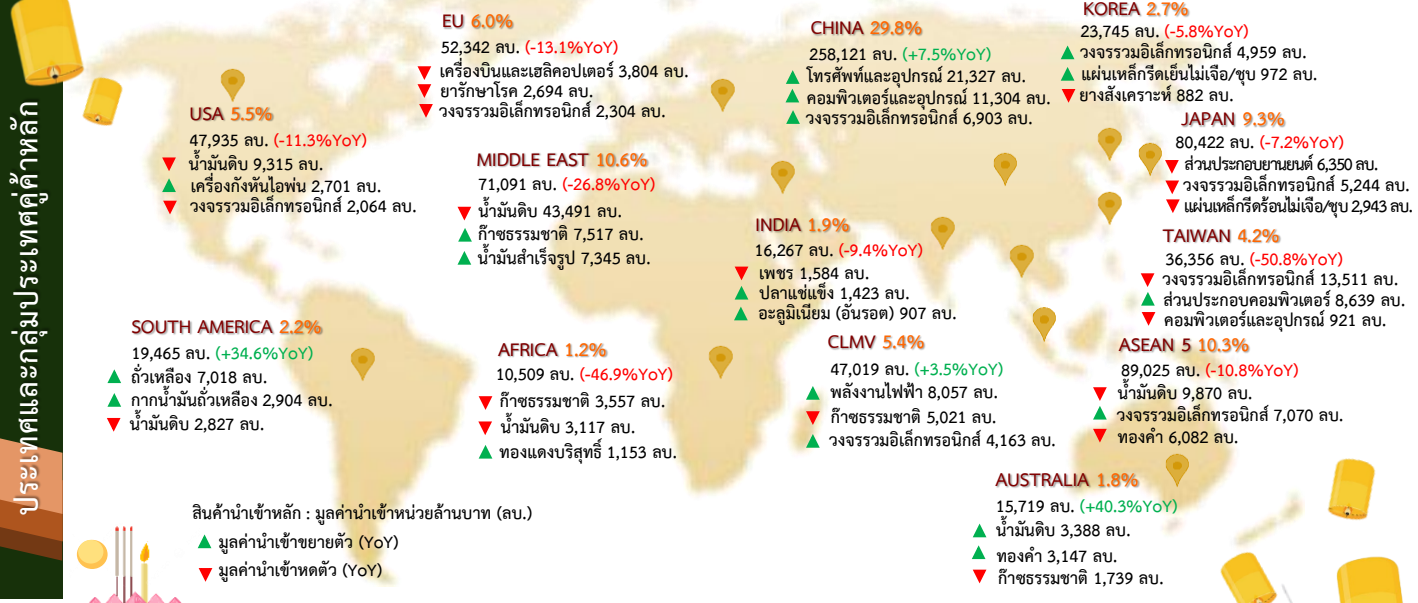 ประเทศและกลุ่มประเทศคู่ค้าหลัก
EU 6.0%
52,342 ลบ. (-13.1%YoY)
เครื่องบินและเฮลิคอปเตอร์ 3,804 ลบ.
ยารักษาโรค 2,694 ลบ.
วงจรรวมอิเล็กทรอนิกส์ 2,304 ลบ.
CHINA 29.8%
258,121 ลบ. (+7.5%YoY)
โทรศัพท์และอุปกรณ์ 21,327 ลบ.
คอมพิวเตอร์และอุปกรณ์ 11,304 ลบ.
วงจรรวมอิเล็กทรอนิกส์ 6,903 ลบ.
KOREA 2.7%
23,745 ลบ. (-5.8%YoY)
วงจรรวมอิเล็กทรอนิกส์ 4,959 ลบ.
แผ่นเหล็กรีดเย็นไม่เจือ/ชุบ 972 ลบ.
ยางสังเคราะห์ 882 ลบ.
USA 5.5%
47,935 ลบ. (-11.3%YoY)
น้ำมันดิบ 9,315 ลบ.
เครื่องกังหันไอพ่น 2,701 ลบ.
วงจรรวมอิเล็กทรอนิกส์ 2,064 ลบ.
MIDDLE EAST 10.6%
71,091 ลบ. (-26.8%YoY)
น้ำมันดิบ 43,491 ลบ.
ก๊าซธรรมชาติ 7,517 ลบ.
น้ำมันสำเร็จรูป 7,345 ลบ.
JAPAN 9.3%
80,422 ลบ. (-7.2%YoY)
ส่วนประกอบยานยนต์ 6,350 ลบ.
วงจรรวมอิเล็กทรอนิกส์ 5,244 ลบ.
แผ่นเหล็กรีดร้อนไม่เจือ/ชุบ 2,943 ลบ.
INDIA 1.9%
16,267 ลบ. (-9.4%YoY)
เพชร 1,584 ลบ.
ปลาแช่แข็ง 1,423 ลบ.
อะลูมิเนียม (อันรอต) 907 ลบ.
TAIWAN 4.2%
36,356 ลบ. (-50.8%YoY)
วงจรรวมอิเล็กทรอนิกส์ 13,511 ลบ.
ส่วนประกอบคอมพิวเตอร์ 8,639 ลบ.
คอมพิวเตอร์และอุปกรณ์ 921 ลบ.
SOUTH AMERICA 2.2%
19,465 ลบ. (+34.6%YoY)
ถั่วเหลือง 7,018 ลบ.
กากน้ำมันถั่วเหลือง 2,904 ลบ.
น้ำมันดิบ 2,827 ลบ.
AFRICA 1.2%
10,509 ลบ. (-46.9%YoY)
ก๊าซธรรมชาติ 3,557 ลบ.
น้ำมันดิบ 3,117 ลบ.
ทองแดงบริสุทธิ์ 1,153 ลบ.
CLMV 5.4%
47,019 ลบ. (+3.5%YoY)
พลังงานไฟฟ้า 8,057 ลบ.
ก๊าซธรรมชาติ 5,021 ลบ.
วงจรรวมอิเล็กทรอนิกส์ 4,163 ลบ.
ASEAN 5 10.3%
89,025 ลบ. (-10.8%YoY)
น้ำมันดิบ 9,870 ลบ.
วงจรรวมอิเล็กทรอนิกส์ 7,070 ลบ.
ทองคำ 6,082 ลบ.
AUSTRALIA 1.8%
15,719 ลบ. (+40.3%YoY)
น้ำมันดิบ 3,388 ลบ.
ทองคำ 3,147 ลบ.
ก๊าซธรรมชาติ 1,739 ลบ.
สินค้านำเข้าหลัก : มูลค่านำเข้าหน่วยล้านบาท (ลบ.)
มูลค่านำเข้าขยายตัว (YoY)
มูลค่านำเข้าหดตัว (YoY)